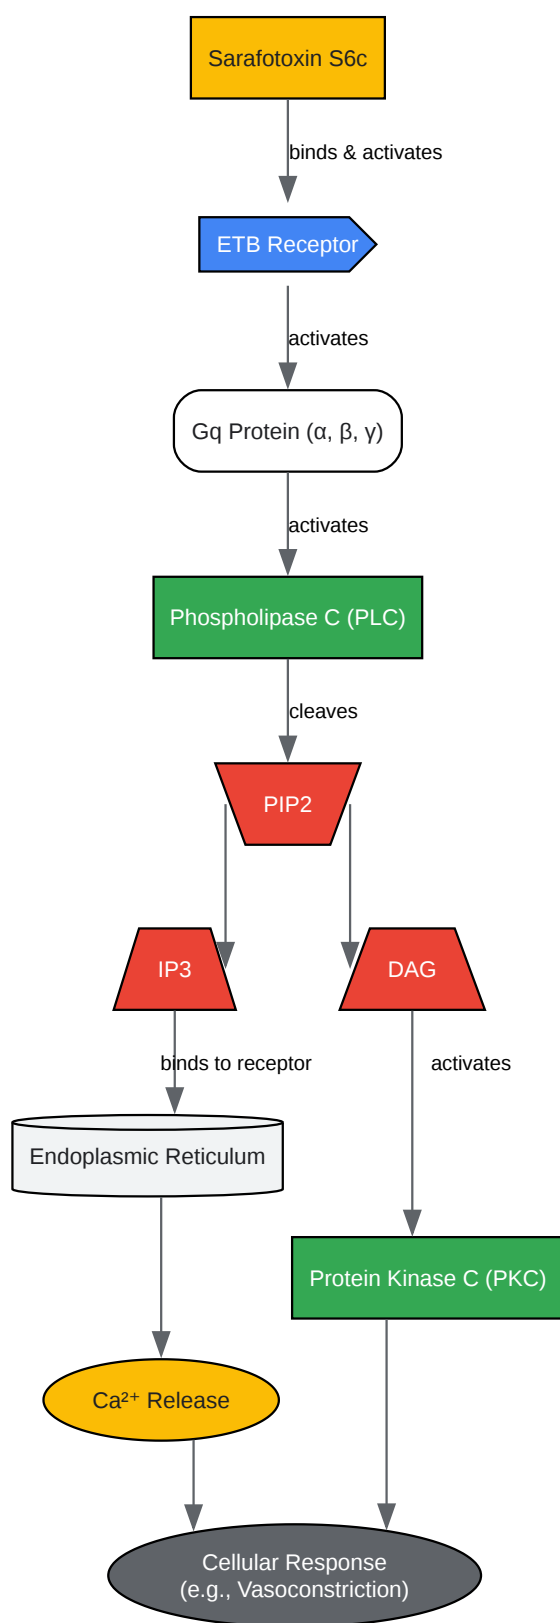 Sarafotoxin S6c
binds & activates
ETB Receptor
activates
Gq Protein (α, β, γ)
activates
Phospholipase C (PLC)
cleaves
PIP2
IP3
DAG
binds to receptor
activates
Endoplasmic Reticulum
Protein Kinase C (PKC)
Ca²⁺ Release
Cellular Response
(e.g., Vasoconstriction)